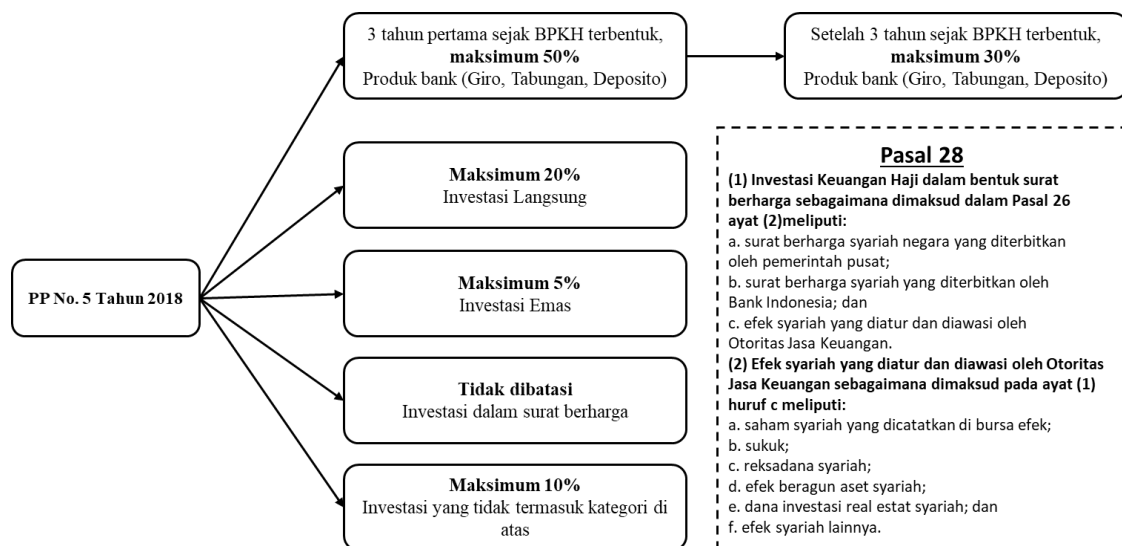 3 tahun pertama sejak BPKH terbentuk,
maksimum 50%
Produk bank (Giro, Tabungan, Deposito)
Setelah 3 tahun sejak BPKH terbentuk,
maksimum 30%
Produk bank (Giro, Tabungan, Deposito)
Maksimum 20%
Investasi Langsung
PP No. 5 Tahun 2018
Maksimum 5%
Investasi Emas
Tidak dibatasi
Investasi dalam surat berharga
Maksimum 10%
Investasi yang tidak termasuk kategori di
atas
Pasal 28
(1) Investasi Keuangan Haji dalam bentuk surat
berharga sebagaimana dimaksud dalam Pasal 26
ayat (2)meliputi:
a. surat berharga syariah negara yang diterbitkan
oleh pemerintah pusat;
b. surat berharga syariah yang diterbitkan oleh
Bank Indonesia; dan
c. efek syariah yang diatur dan diawasi oleh
Otoritas Jasa Keuangan.
(2) Efek syariah yang diatur dan diawasi oleh Otoritas
Jasa Keuangan sebagaimana dimaksud pada ayat (1)
huruf c meliputi:
a. saham syariah yang dicatatkan di bursa efek;
b. sukuk;
c. reksadana syariah;
d. efek beragun aset syariah;
e. dana investasi real estat syariah; dan
f. efek syariah lainnya.